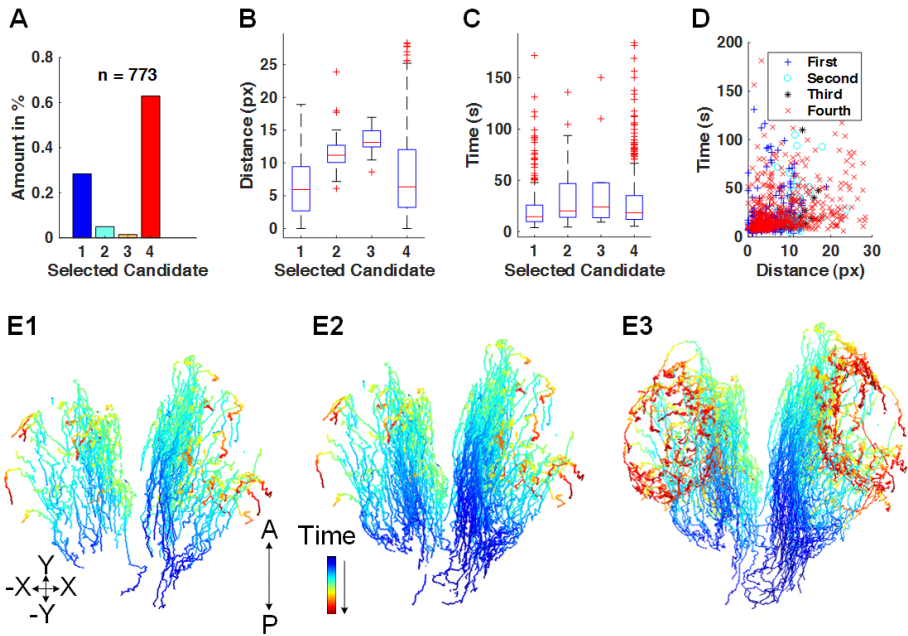 A
n = 773
Amount in %
0.8
0.6
0.4
0.2
0
1 2 3 4
Selected Candidate
B
Distance (px)
30
25
20
15
10
5
0
1 2 3 4
Selected Candidate
C
Time (s)
200
150
100
50
0
1 2 3 4
Selected Candidate
D
Time (s)
200
150
100
50
0
First
Second
Third
Fourth
0 10 20 30
Distance (px)
E1
E2
E3
Y
-X X
-Y
A
P
Time